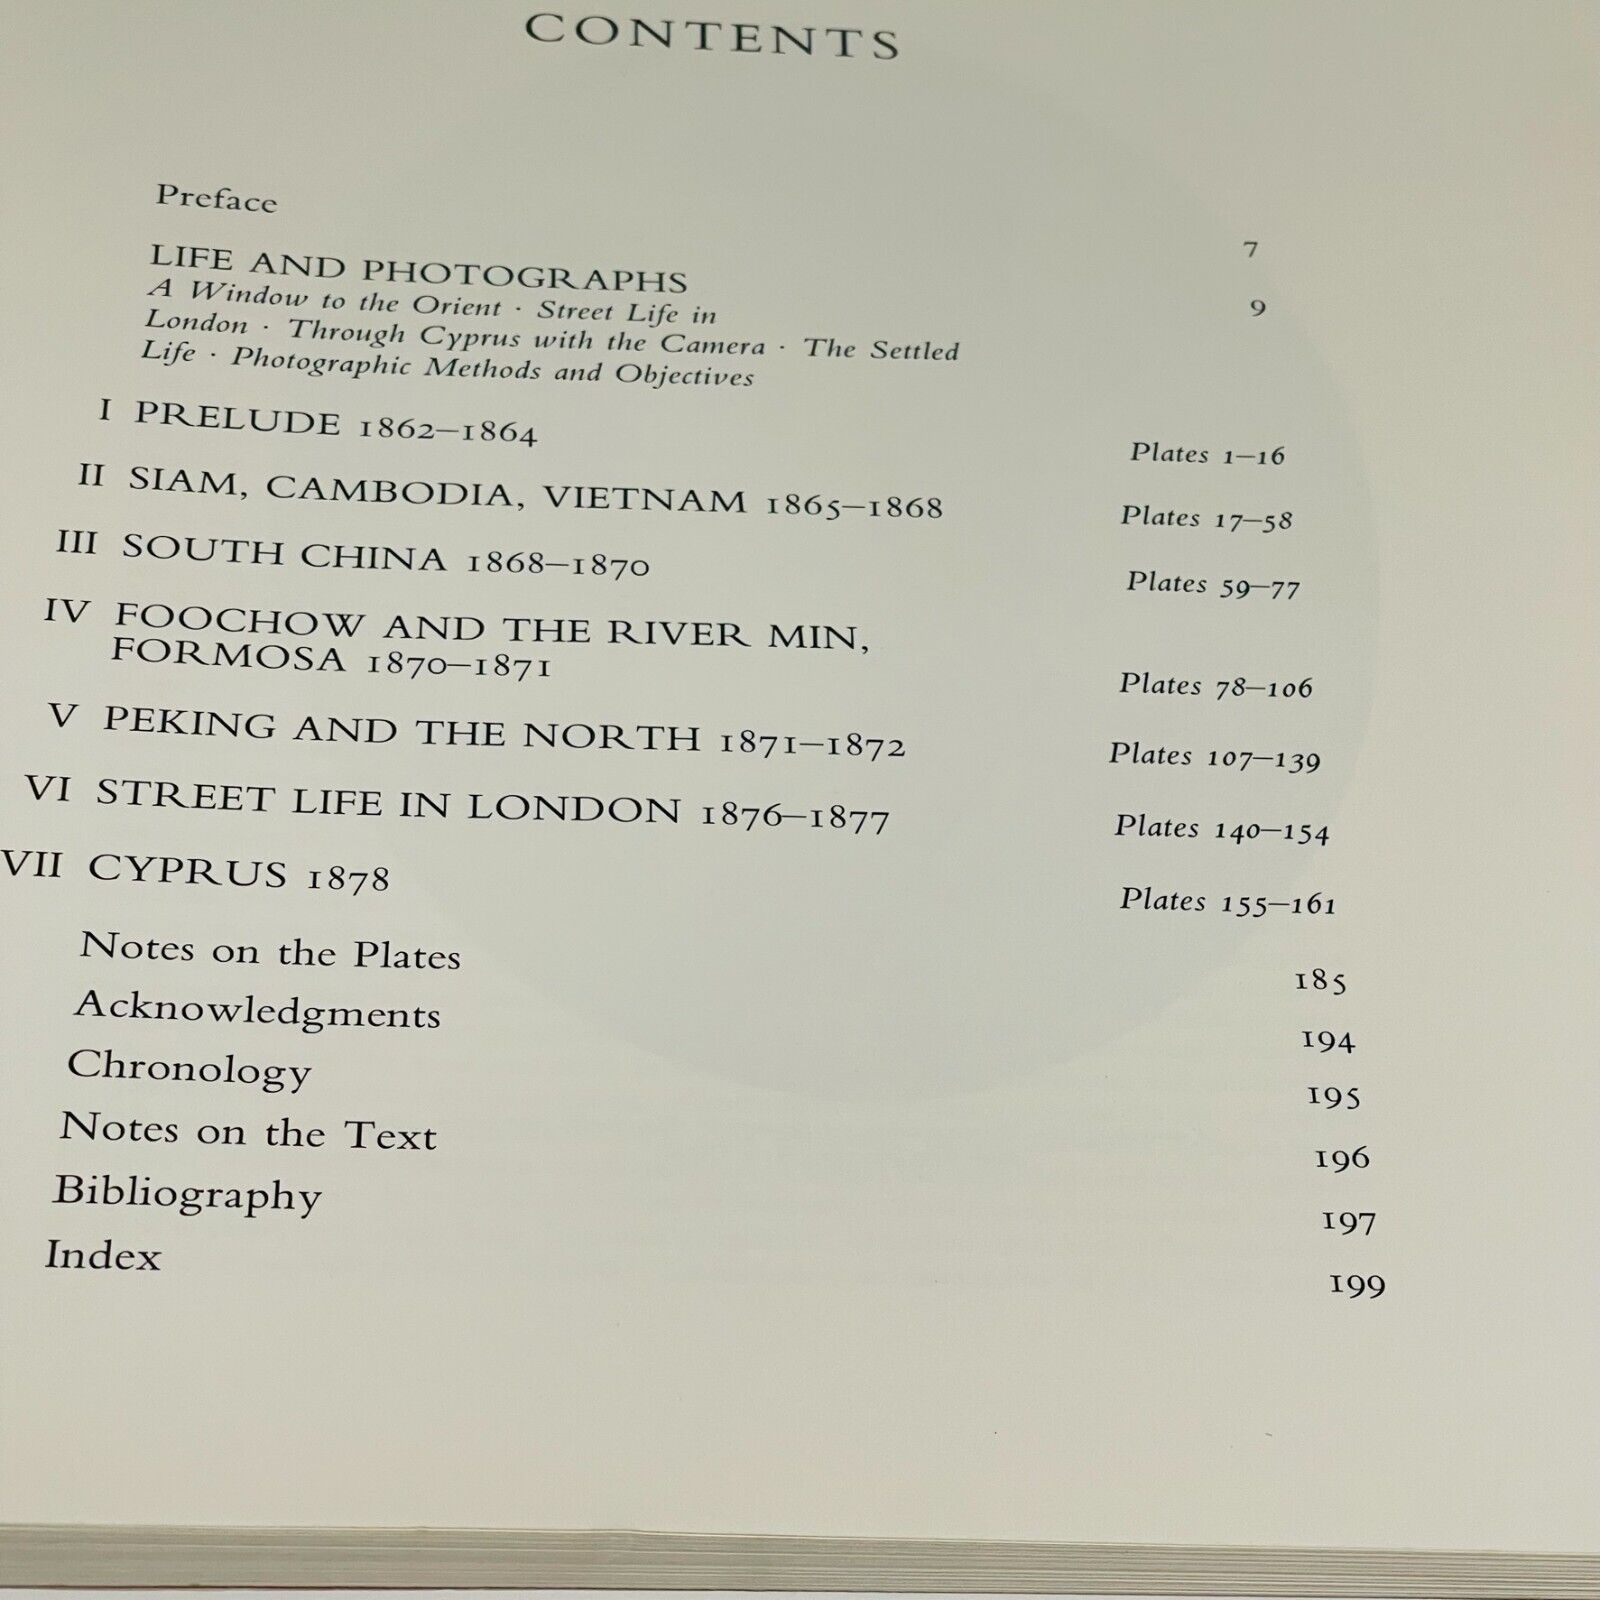 CONTENTS
Preface 7
LIFE AND PHOTOGRAPHS 9
A Window to the Orient · Street Life in
London · Through Cyprus with the Camera · The Settled
Life · Photographic Methods and Objectives
I PRELUDE 1862–1864 Plates 1–16
II SIAM, CAMBODIA, VIETNAM 1865–1868 Plates 17–58
III SOUTH CHINA 1868–1870 Plates 59–77
IV FOOCHOW AND THE RIVER MIN,
FORMOSA 1870–1871 Plates 78–106
V PEKING AND THE NORTH 1871–1872 Plates 107–139
VI STREET LIFE IN LONDON 1876–1877 Plates 140–154
VII CYPRUS 1878 Plates 155–161
Notes on the Plates 185
Acknowledgments 194
Chronology 195
Notes on the Text 196
Bibliography 197
Index 199